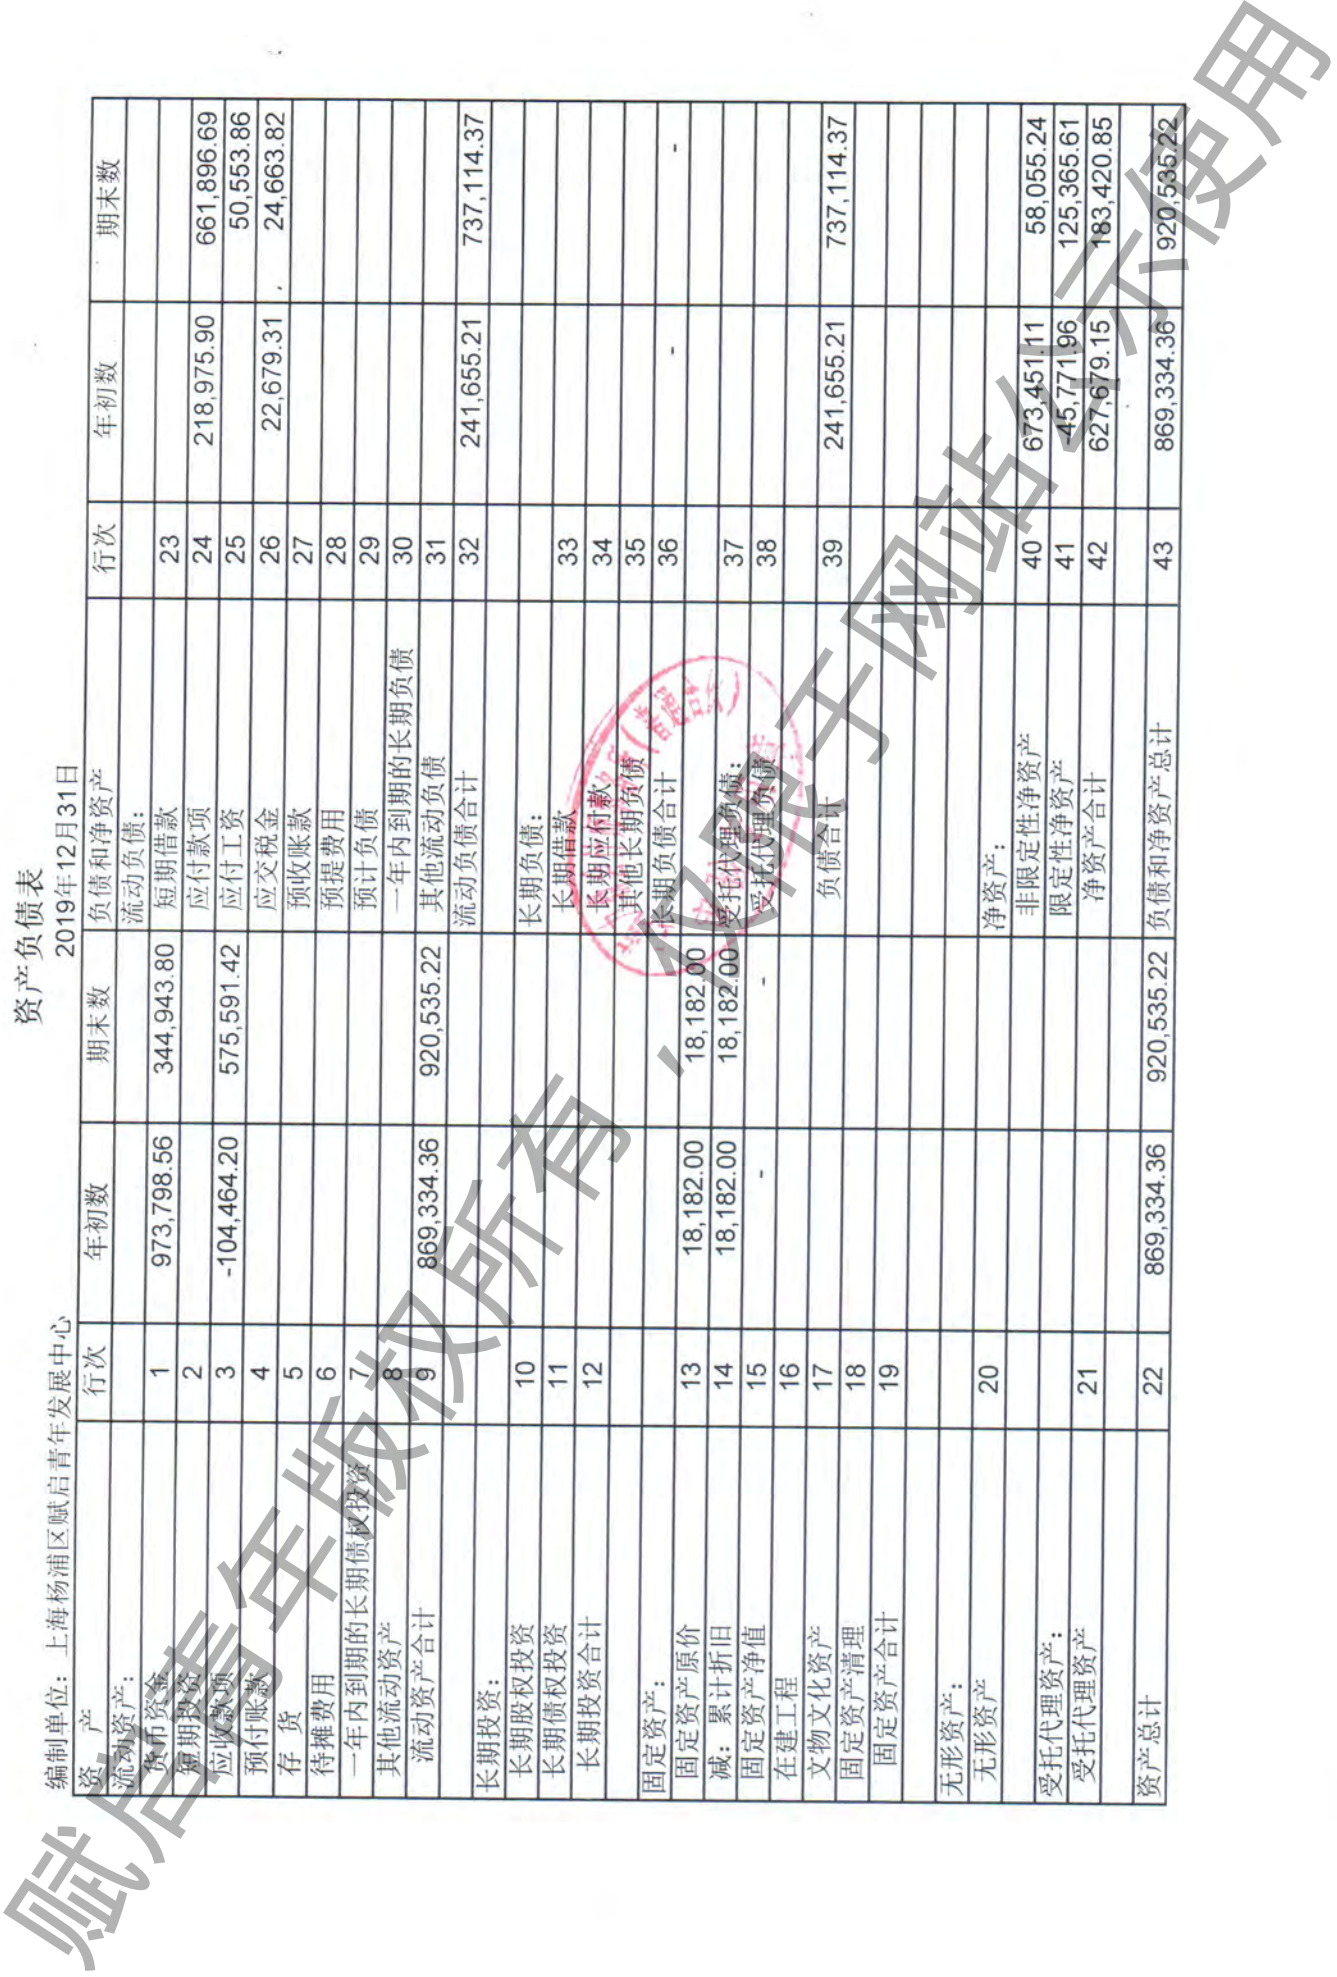 资产负债表
2019年12月31日
编制单位：上海杨浦区赋启青年发展中心
资 产 行次 年初数 期末数 负债和净资产 行次 年初数 期末数
流动资产： 流动负债：
货币资金 1 973,798.56 344,943.80 短期借款 23
短期投资 2 应付款项 24 218,975.90 661,896.69
应收款项 3 -104,464.20 575,591.42 应付工资 25 50,553.86
预付账款 4 应交税金 26 22,679.31 24,663.82
存 货 5 预收账款 27
待摊费用 6 预提费用 28
一年内到期的长期债权投资 7 预计负债 29
其他流动资产 8 一年内到期的长期负债 30
流动资产合计 9 869,334.36 920,535.22 其他流动负债 31
流动负债合计 32 241,655.21 737,114.37
长期投资：
长期股权投资 10 长期负债：
长期债权投资 11 长期借款 33
长期投资合计 12 长期应付款 34
其他长期负债 35
固定资产： 长期负债合计 36 - -
固定资产原价 13 18,182.00 18,182.00
减：累计折旧 14 18,182.00 18,182.00 受托代理负债： 37
固定资产净值 15 - - 受托代理负债 38
在建工程 16
文物文化资产 17 负债合计 39 241,655.21 737,114.37
固定资产清理 18
固定资产合计 19
无形资产：
无形资产 20 净资产：
非限定性净资产 40 673,451.11 58,055.24
受托代理资产： 限定性净资产 41 -45,771.96 125,365.61
受托代理资产 21 净资产合计 42 627,679.15 183,420.85
资产总计 22 869,334.36 920,535.22 负债和净资产总计 43 869,334.36 920,535.22
赋启青年版权所有，仅限于网站公示使用